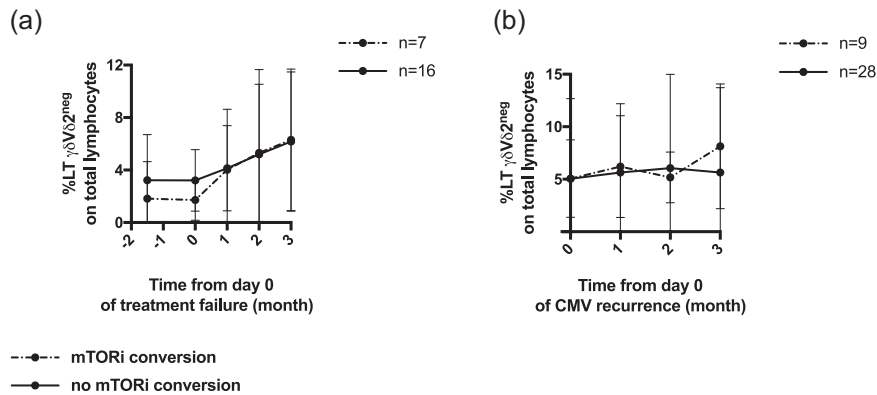 (a)
n=7
n=16
%LT γδVδ2neg
on total lymphocytes
12
8
4
0
-2
-1
0
1
2
3
Time from day 0
of treatment failure (month)
(b)
n=9
n=28
%LT γδVδ2neg
on total lymphocytes
15
10
5
0
1
2
3
Time from day 0
of CMV recurrence (month)
mTORi conversion
no mTORi conversion